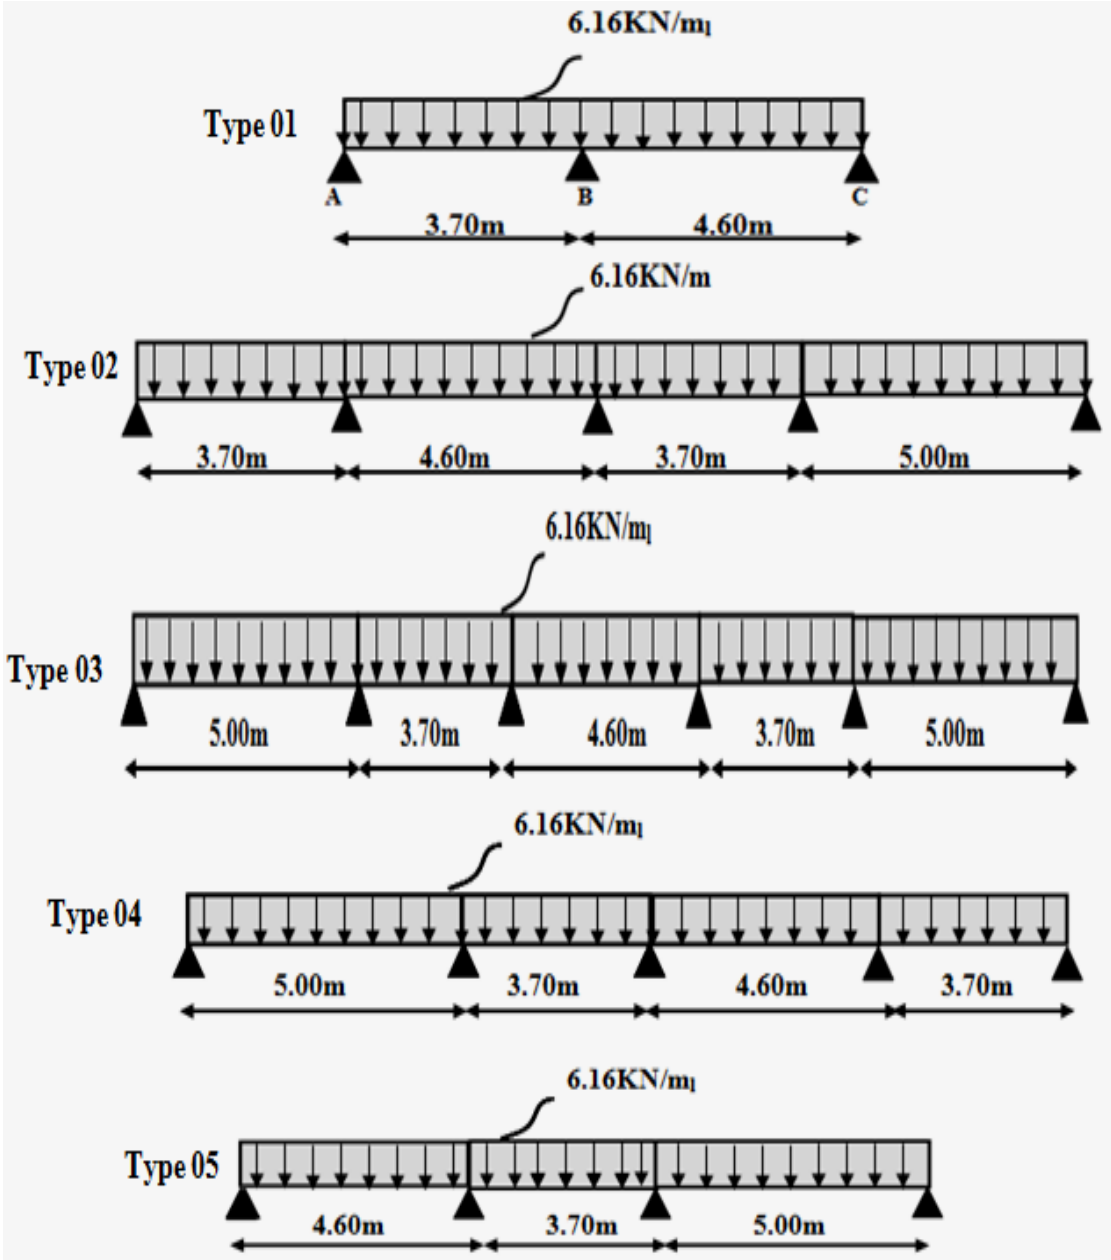 6.16KN/ml
Type 01
A B C
3.70m 4.60m
6.16KN/m
Type 02
3.70m 4.60m 3.70m 5.00m
6.16KN/ml
Type 03
5.00m 3.70m 4.60m 3.70m 5.00m
6.16KN/ml
Type 04
5.00m 3.70m 4.60m 3.70m
6.16KN/ml
Type 05
4.60m 3.70m 5.00m